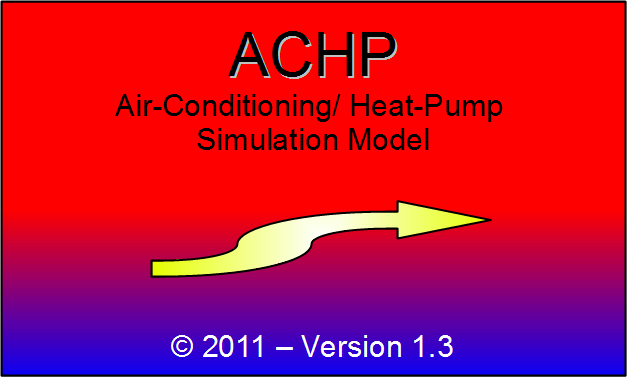 ACHP
Air-Conditioning/ Heat-Pump
Simulation Model
© 2011 – Version 1.3